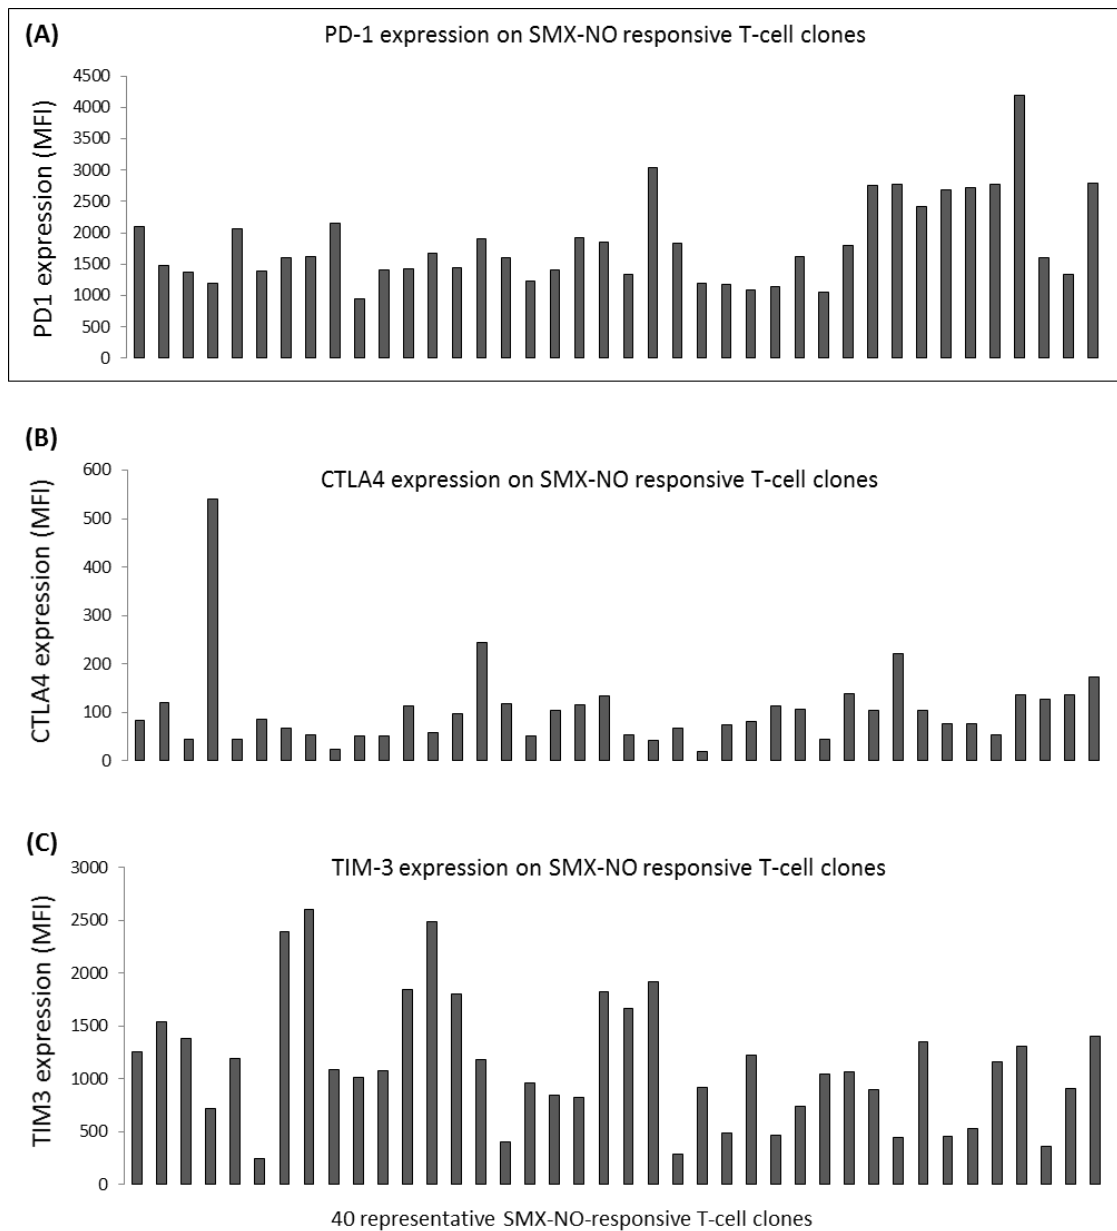 (A)
PD-1 expression on SMX-NO responsive T-cell clones
PD1 expression (MFI)
4500
4000
3500
3000
2500
2000
1500
1000
500
0
(B)
CTLA4 expression on SMX-NO responsive T-cell clones
CTLA4 expression (MFI)
600
500
400
300
200
100
0
(C)
TIM-3 expression on SMX-NO responsive T-cell clones
TIM3 expression (MFI)
3000
2500
2000
1500
1000
500
0
40 representative SMX-NO-responsive T-cell clones